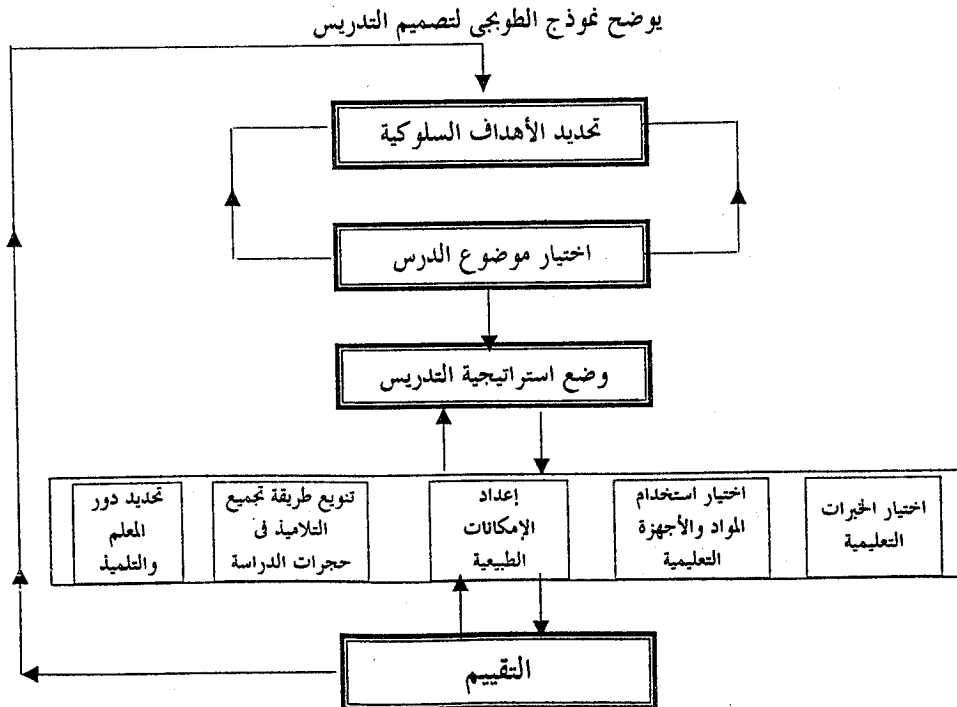 يوضح نموذج الطوبجى لتصميم التدريس
تحديد الأهداف السلوكية
اختيار موضوع الدرس
وضع استراتيجية التدريس
اختيار الخبرات
التعليمية
اختيار استخدام
المواد والأجهزة
التعليمية
إعداد
الإمكانات
الطبيعية
تنويع طريقة تجميع
التلاميذ فى
حجرات الدراسة
تحديد دور
المعلم
والتلميذ
التقييم